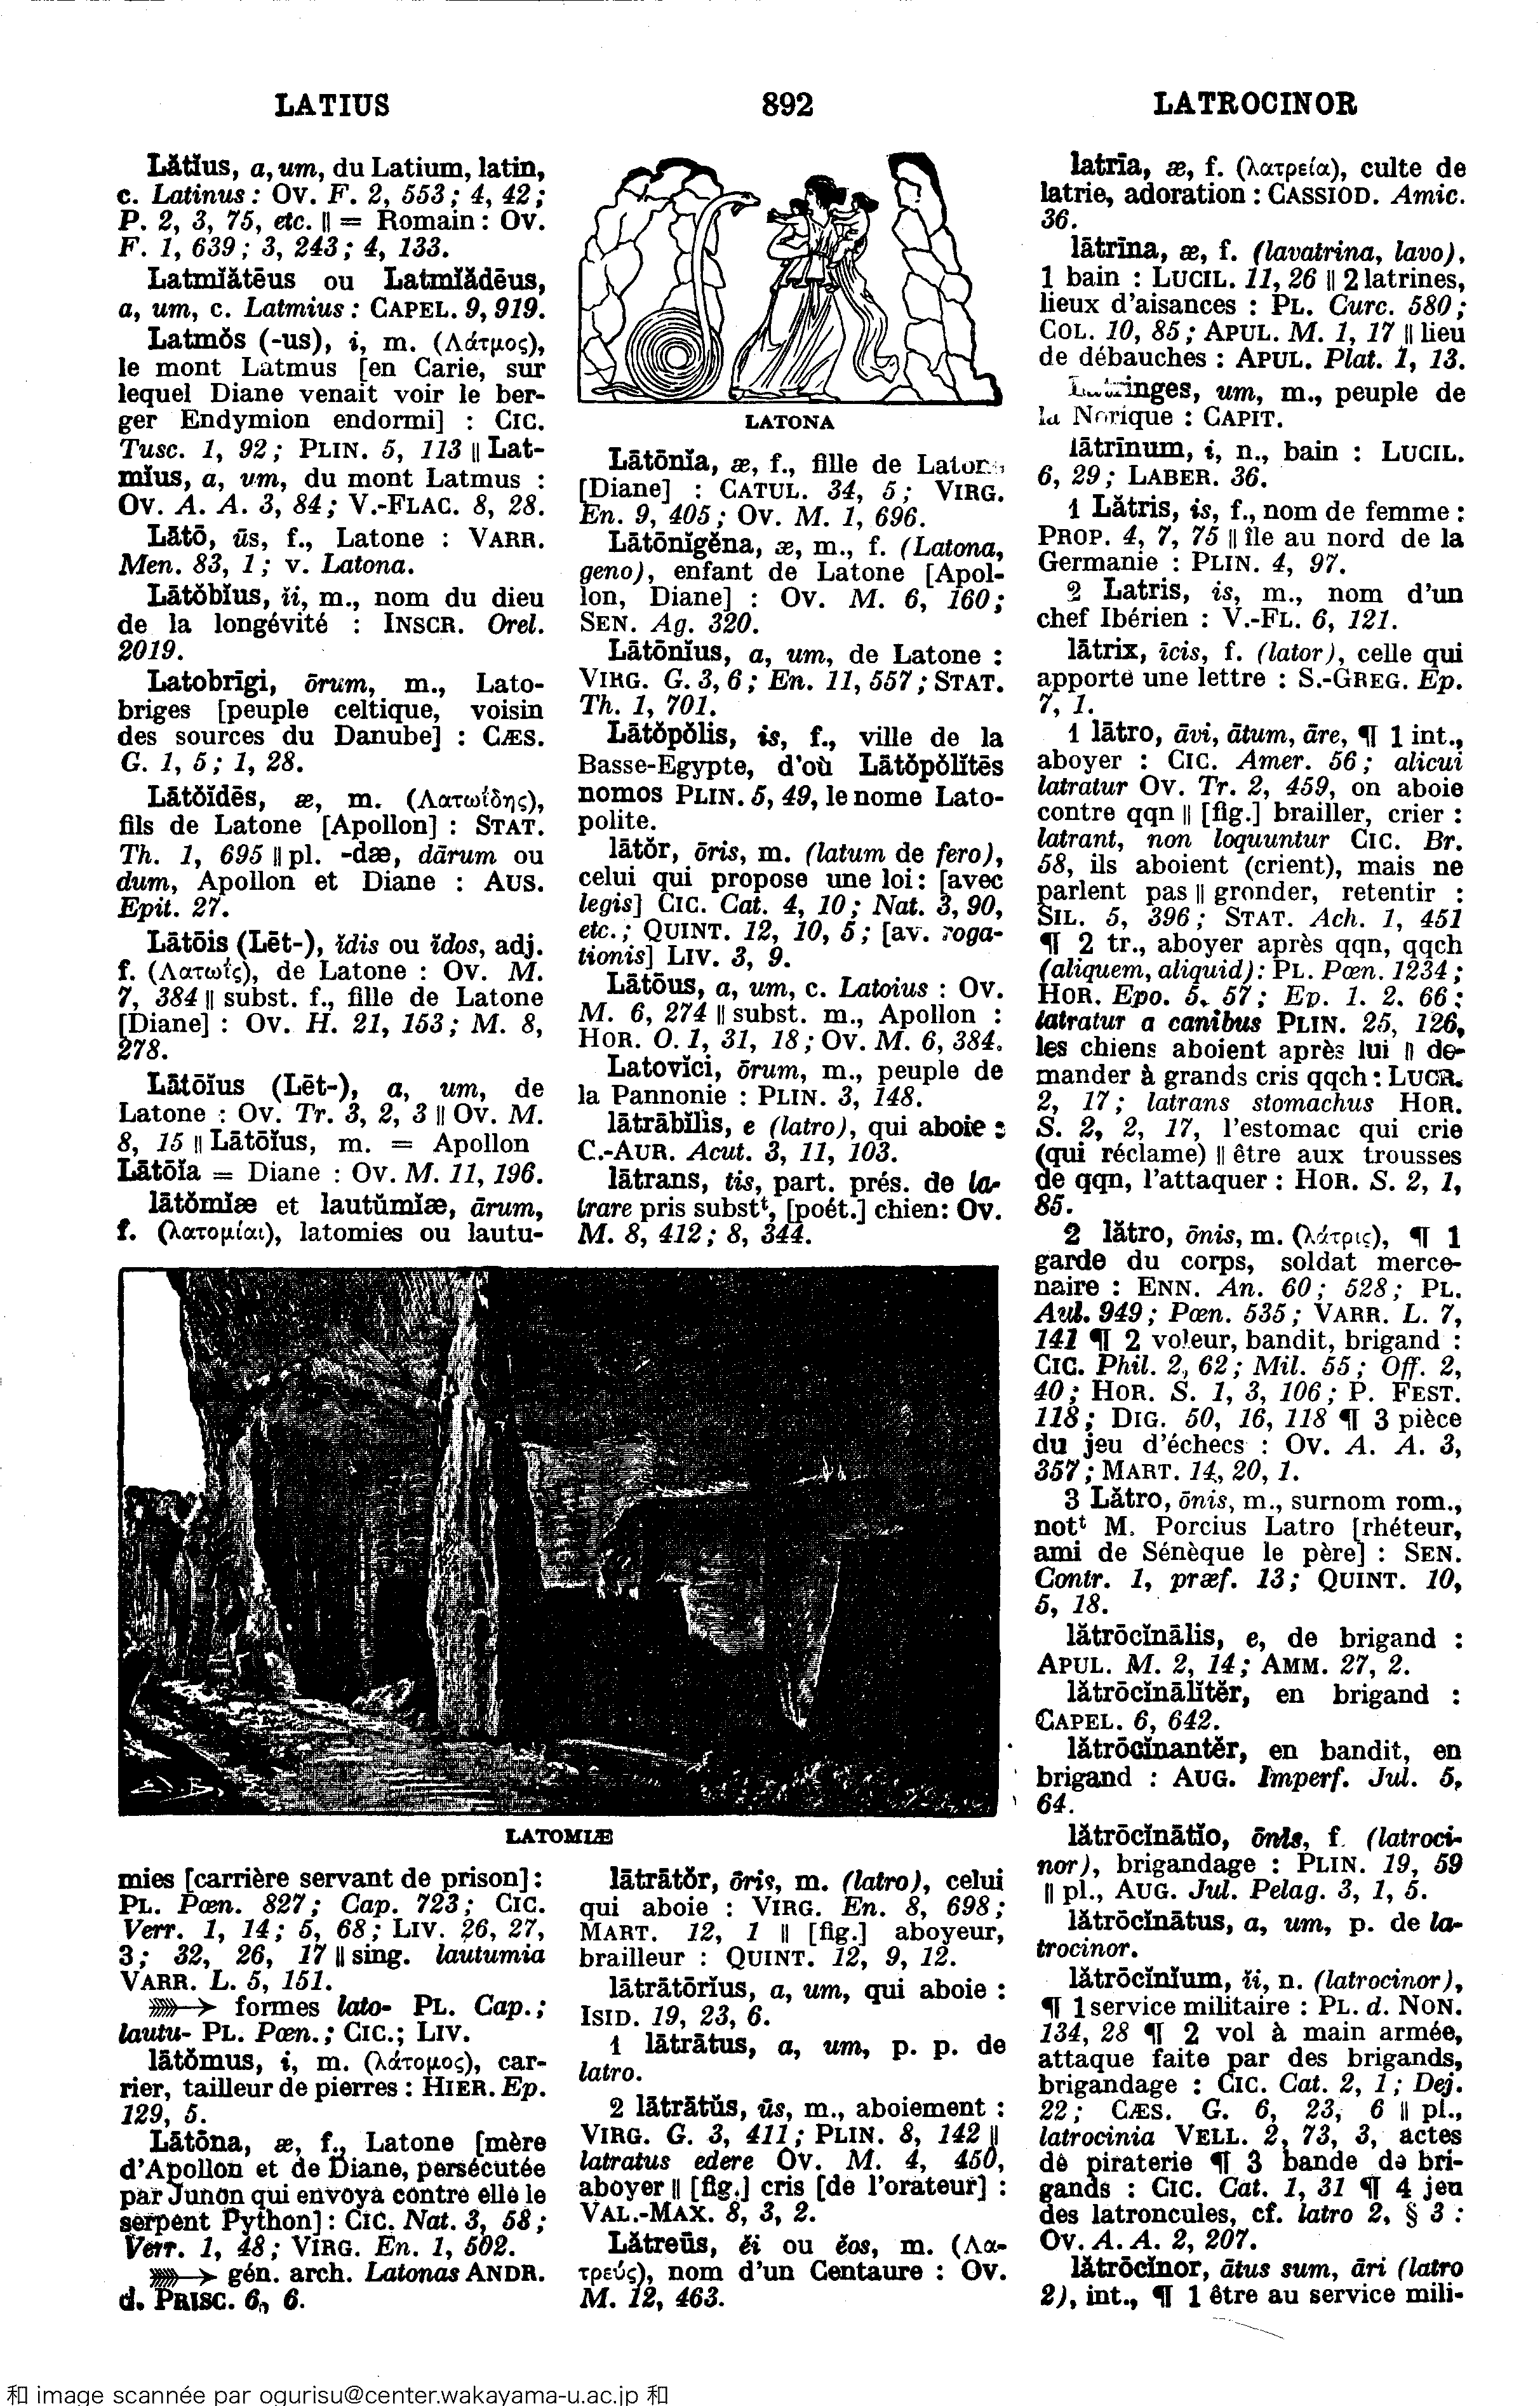 LATIUS
892
LATROCINOR
Lătĭus, a, um, du Latium, latin,
c. Latinus : Ov. F. 2, 553 ; 4, 42 ;
P. 2, 3, 75, etc. || = Romain : Ov.
F. 1, 639 ; 3, 243 ; 4, 133.
Latmĭătēus ou Latmĭădēus,
a, um, c. Latmius : CAPEL. 9, 919.
Latmŏs (-us), i, m. (Λάτμος),
le mont Latmus [en Carie, sur
lequel Diane venait voir le ber-
ger Endymion endormi] : CIC.
Tusc. 1, 92 ; PLIN. 5, 113 || Lat-
mĭus, a, um, du mont Latmus :
Ov. A. A. 3, 84 ; V.-FLAC. 8, 28.
Lātō, ūs, f., Latone : VARR.
Men. 83, 1 ; v. Latona.
Lātŏbĭus, ĭi, m., nom du dieu
de la longévité : INSCR. Orel.
2019.
Latobrīgi, ōrum, m., Lato-
briges [peuple celtique, voisin
des sources du Danube] : CÆS.
G. 1, 5 ; 1, 28.
Lātŏīdēs, æ, m. (Λατωΐδης),
fils de Latone [Apollon] : STAT.
Th. 1, 695 || pl. -dæ, dārum ou
dum, Apollon et Diane : AUS.
Epit. 27.
Lātōis (Lēt-), ĭdis ou ĭdos, adj.
f. (Λατωΐς), de Latone : Ov. M.
7, 384 || subst. f., fille de Latone
[Diane] : Ov. H. 21, 153 ; M. 8,
278.
Lātōĭus (Lēt-), a, um, de
Latone : Ov. Tr. 3, 2, 3 || Ov. M.
8, 15 || Lātōĭus, m. = Apollon
Lātōĭa = Diane : Ov. M. 11, 196.
lātŏmĭæ et lautŭmĭæ, ārum,
f. (λατομίαι), latomies ou lautu-
LATONA
Lātōnĭa, æ, f., fille de
[Diane] : CATUL. 34, 5 ; VIRG.
En. 9, 405 ; Ov. M. 1, 696.
Lātōnĭgĕna, æ, m., f. (Latona,
geno), enfant de Latone [Apol-
lon, Diane] : Ov. M. 6, 160 ;
SEN. Ag. 320.
Lātōnĭus, a, um, de Latone :
VIRG. G. 3, 6 ; En. 11, 557 ; STAT.
Th. 1, 701.
Lātŏpŏlis, is, f., ville de la
Basse-Egypte, d'où Lātŏpŏlītēs
nomos PLIN. 5, 49, le nome Lato-
polite.
lātŏr, ōris, m. (latum de fero),
celui qui propose une loi : [avec
legis] CIC. Cat. 4, 10 ; Nat. 3, 90,
etc. ; QUINT. 12, 10, 5 ; [av. roga-
tionis] LIV. 3, 9.
Lātōus, a, um, c. Latoius : Ov.
M. 6, 274 || subst. m., Apollon :
HOR. O. 1, 31, 18 ; Ov. M. 6, 384.
Latovĭci, ōrum, m., peuple de
la Pannonie : PLIN. 3, 148.
lātrābĭlis, e (latro), qui aboie :
C.-AUR. Acut. 3, 11, 103.
lātrans, tis, part. prés. de la-
trare pris substᵗ, [poét.] chien : Ov.
M. 8, 412 ; 8, 344.
LATOMIÆ
mies [carrière servant de prison] :
PL. Pœn. 827 ; Cap. 723 ; CIC.
Verr. 1, 14 ; 5, 68 ; LIV. 26, 27,
3 ; 32, 26, 17 || sing. lautumia
VARR. L. 5, 151.
formes lato- PL. Cap. ;
lautu- PL. Pœn. ; CIC. ; LIV.
lātŏmus, i, m. (λάτομος), car-
rier, tailleur de pierres : HIER. Ep.
129, 5.
Lātōna, æ, f., Latone [mère
d'Apollon et de Diane, persécutée
par Junon qui envoya contre elle le
serpent Python] : CIC. Nat. 3, 58 ;
Verr. 1, 48 ; VIRG. En. 1, 502.
gén. arch. Latonas ANDR.
d. PRISC. 6, 6.
lātrātŏr, ōris, m. (latro), celui
qui aboie : VIRG. En. 8, 698 ;
MART. 12, 1 || [fig.] aboyeur,
brailleur : QUINT. 12, 9, 12.
lātrātōrĭus, a, um, qui aboie :
ISID. 19, 23, 6.
1 lātrātus, a, um, p. p. de
latro.
2 lātrātŭs, ūs, m., aboiement :
VIRG. G. 3, 411 ; PLIN. 8, 142 ||
latratus edere Ov. M. 4, 450,
aboyer || [fig.] cris [de l'orateur] :
VAL.-MAX. 8, 3, 2.
Lătreūs, ĕi ou ĕos, m. (Λα-
τρεύς), nom d'un Centaure : Ov.
M. 12, 463.
latrīa, æ, f. (λατρεία), culte de
latrie, adoration : CASSIOD. Amic.
36.
lātrīna, æ, f. (lavatrina, lavo),
1 bain : LUCIL. 11, 26 || 2 latrines,
lieux d'aisances : PL. Curc. 580 ;
COL. 10, 85 ; APUL. M. 1, 17 || lieu
de débauches : APUL. Plat. 1, 13.
um, m., peuple de
la Norique : CAPIT.
lātrīnum, i, n., bain : LUCIL.
6, 29 ; LABER. 36.
1 Lătris, is, f., nom de femme :
PROP. 4, 7, 75 || île au nord de la
Germanie : PLIN. 4, 97.
2 Latris, is, m., nom d'un
chef Ibérien : V.-FL. 6, 121.
lātrix, īcis, f. (lator), celle qui
apporte une lettre : S.-GREG. Ep.
7, 1.
1 lātro, āvi, ātum, āre, ¶ 1 int.,
aboyer : CIC. Amer. 56 ; alicui
latratur Ov. Tr. 2, 459, on aboie
contre qqn || [fig.] brailler, crier :
latrant, non loquuntur CIC. Br.
58, ils aboient (crient), mais ne
parlent pas || gronder, retentir :
SIL. 5, 396 ; STAT. Ach. 1, 451
¶ 2 tr., aboyer après qqn, qqch
(aliquem, aliquid) : PL. Pœn. 1234 ;
HOR. Epo. 5, 57 ; Ep. 1, 2, 66 ;
latratur a canibus PLIN. 25, 126,
les chiens aboient après lui || de-
mander à grands cris qqch : LUCR.
2, 17 ; latrans stomachus HOR.
S. 2, 2, 17, l'estomac qui crie
(qui réclame) || être aux trousses
de qqn, l'attaquer : HOR. S. 2, 1,
85.
2 lătro, ōnis, m. (λάτρις), ¶ 1
garde du corps, soldat merce-
naire : ENN. An. 60 ; 528 ; PL.
Aul. 949 ; Pœn. 535 ; VARR. L. 7,
141 ¶ 2 voleur, bandit, brigand :
CIC. Phil. 2, 62 ; Mil. 55 ; Off. 2,
40 ; HOR. S. 1, 3, 106 ; P. FEST.
118 ; DIG. 50, 16, 118 ¶ 3 pièce
du jeu d'échecs : Ov. A. A. 3,
357 ; MART. 14, 20, 1.
3 Lătro, ōnis, m., surnom rom.,
notᵗ M. Porcius Latro [rhéteur,
ami de Sénèque le père] : SEN.
Contr. 1, præf. 13 ; QUINT. 10,
5, 18.
lătrōcĭnālis, e, de brigand :
APUL. M. 2, 14 ; AMM. 27, 2.
lătrōcĭnālĭtĕr, en brigand :
CAPEL. 6, 642.
lătrōcĭnantĕr, en bandit, en
brigand : AUG. Imperf. Jul. 5,
64.
lătrōcĭnātĭo, ōnis, f. (latroci-
nor), brigandage : PLIN. 19, 59
|| pl., AUG. Jul. Pelag. 3, 1, 5.
lătrōcĭnātus, a, um, p. de la-
trocinor.
lătrōcĭnĭum, ĭi, n. (latrocinor),
¶ 1 service militaire : PL. d. NON.
134, 28 ¶ 2 vol à main armée,
attaque faite par des brigands,
brigandage : CIC. Cat. 2, 1 ; Dej.
22 ; CÆS. G. 6, 23, 6 || pl.,
latrocinia VELL. 2, 73, 3, actes
de piraterie ¶ 3 bande de bri-
gands : CIC. Cat. 1, 31 ¶ 4 jeu
des latroncules, cf. latro 2, § 3 :
Ov. A. A. 2, 207.
lătrōcĭnor, ātus sum, āri (latro
2), int., ¶ 1 être au service mili-
和 image scannée par ogurisu@center.wakayama-u.ac.jp 和